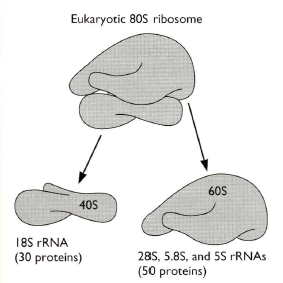 Eukaryotic 80S ribosome
40S
60S
18S rRNA
(30 proteins)
28S, 5.8S, and 5S rRNAs
(50 proteins)